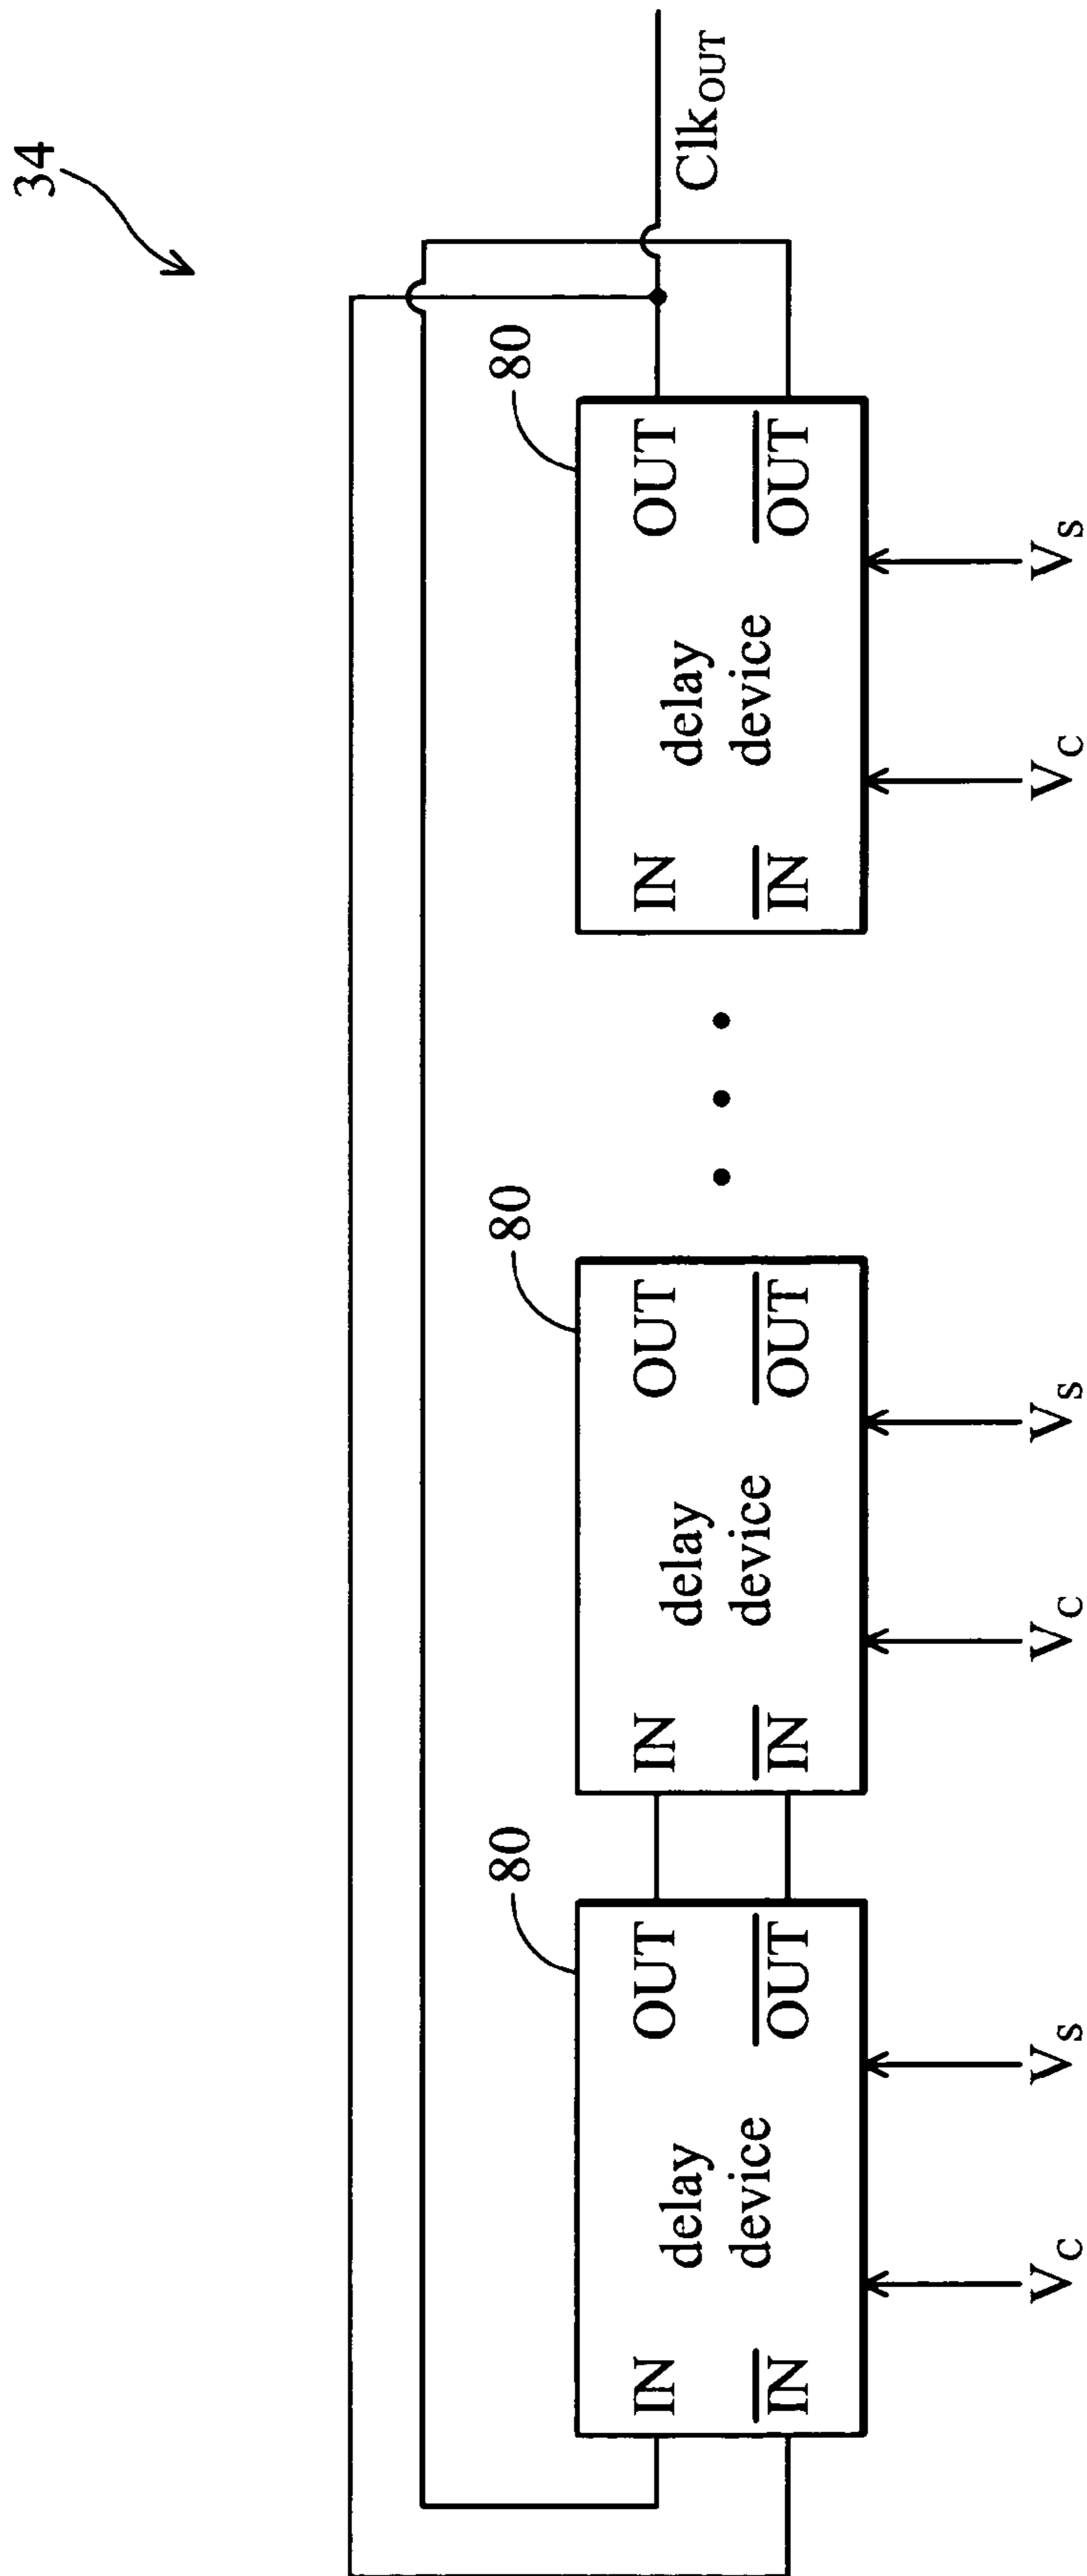 34
80
80
80
IN
OUT
IN
OUT
IN
OUT
Clk_OUT
delay
device
delay
device
delay
device
IN
OUT
IN
OUT
IN
OUT
V_C
V_S
V_C
V_S
V_C
V_S